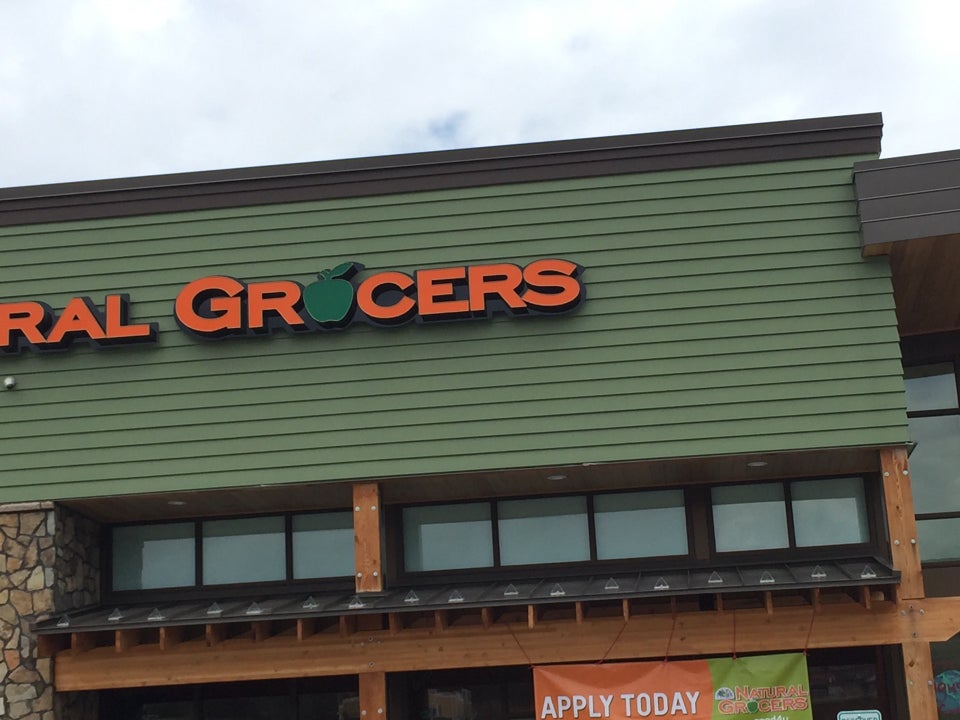 RAL GROCERS
APPLY TODAY
NATURAL
GROCERS